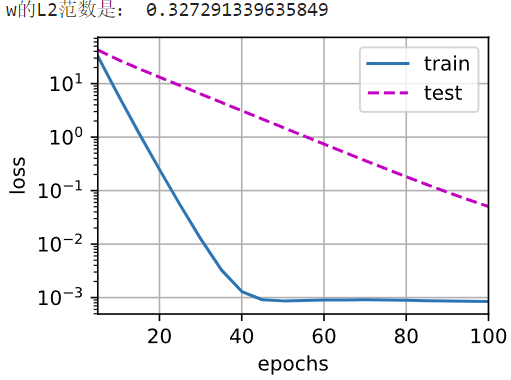 w的L2范数是： 0.327291339635849
train
test
10¹
10⁰
10⁻¹
10⁻²
10⁻³
loss
20 40 60 80 100
epochs